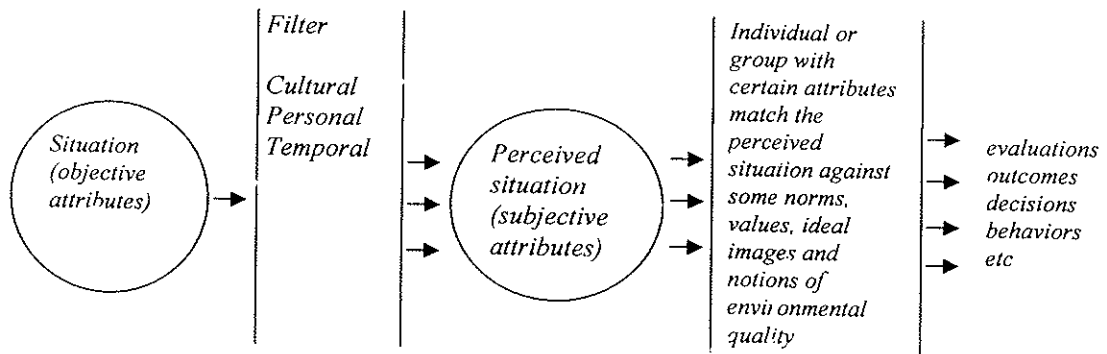 Situation
(objective
attributes)
Filter
Cultural
Personal
Temporal
Perceived
situation
(subjective
attributes)
Individual or
group with
certain attributes
match the
perceived
situation against
some norms,
values, ideal
images and
notions of
environmental
quality
evaluations
outcomes
decisions
behaviors
etc